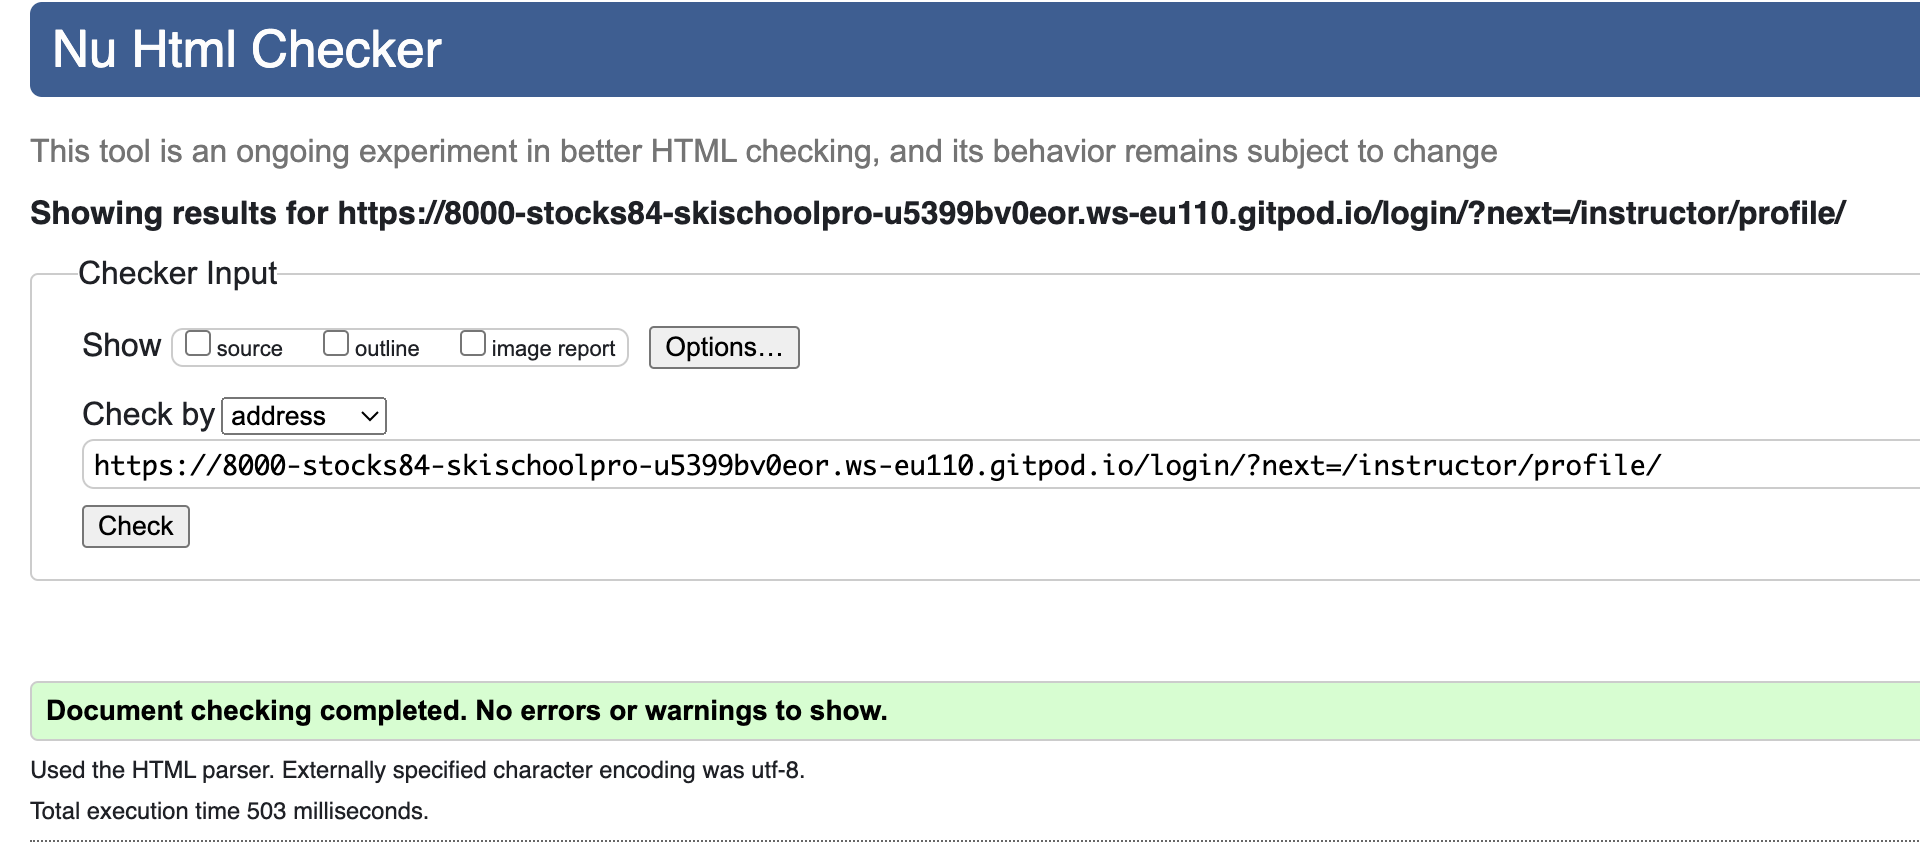 Nu Html Checker
This tool is an ongoing experiment in better HTML checking, and its behavior remains subject to change
Showing results for https://8000-stocks84-skischoolpro-u5399bv0eor.ws-eu110.gitpod.io/login/?next=/instructor/profile/
Checker Input
Show source outline image report Options...
Check by address
https://8000-stocks84-skischoolpro-u5399bv0eor.ws-eu110.gitpod.io/login/?next=/instructor/profile/
Check
Document checking completed. No errors or warnings to show.
Used the HTML parser. Externally specified character encoding was utf-8.
Total execution time 503 milliseconds.